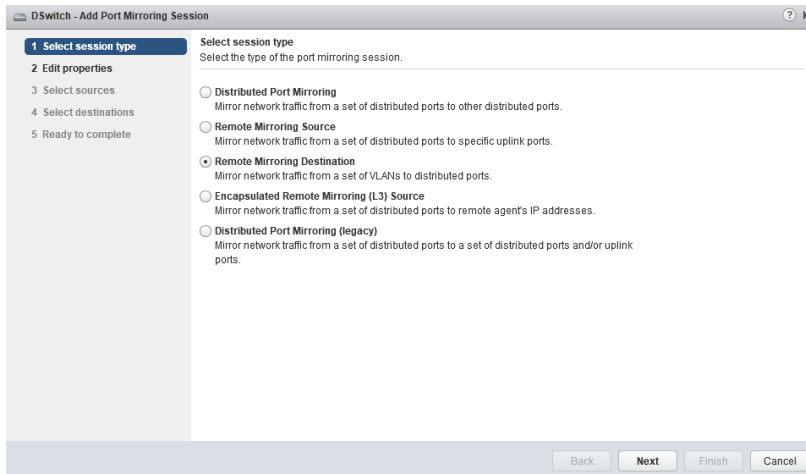 DSwitch - Add Port Mirroring Session
?
1 Select session type
2 Edit properties
3 Select sources
4 Select destinations
5 Ready to complete
Select session type
Select the type of the port mirroring session.
Distributed Port Mirroring
Mirror network traffic from a set of distributed ports to other distributed ports.
Remote Mirroring Source
Mirror network traffic from a set of distributed ports to specific uplink ports.
Remote Mirroring Destination
Mirror network traffic from a set of VLANs to distributed ports.
Encapsulated Remote Mirroring (L3) Source
Mirror network traffic from a set of distributed ports to remote agent's IP addresses.
Distributed Port Mirroring (legacy)
Mirror network traffic from a set of distributed ports to a set of distributed ports and/or uplink
ports.
Back
Next
Finish
Cancel